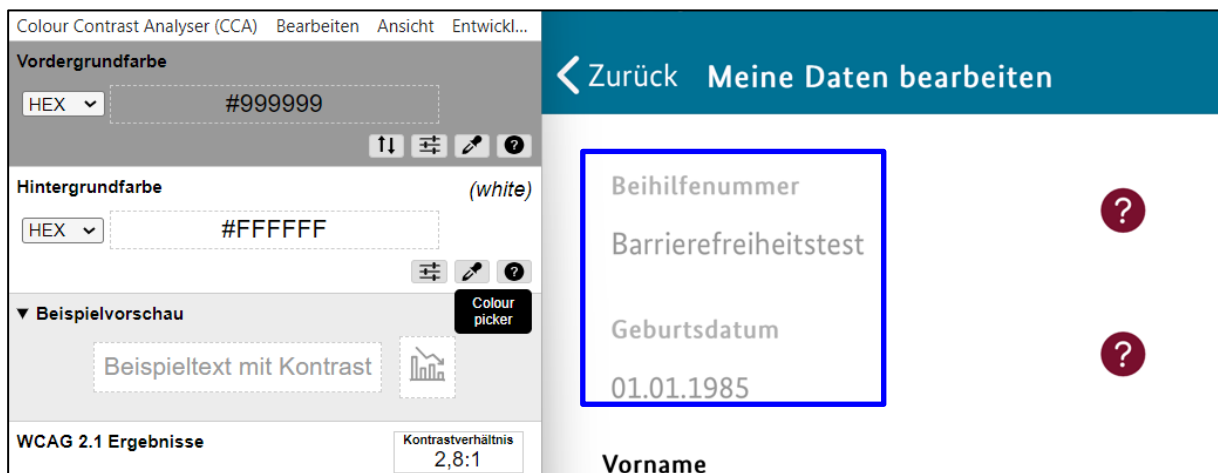 Colour Contrast Analyser (CCA) Bearbeiten Ansicht Entwickl...
Vordergrundfarbe
HEX #999999
Hintergrundfarbe (white)
HEX #FFFFFF
Colour
picker
▼ Beispielvorschau
Beispieltext mit Kontrast
WCAG 2.1 Ergebnisse
Kontrastverhältnis
2,8:1
Zurück Meine Daten bearbeiten
Beihilfenummer
Barrierefreiheitstest
Geburtsdatum
01.01.1985
Vorname